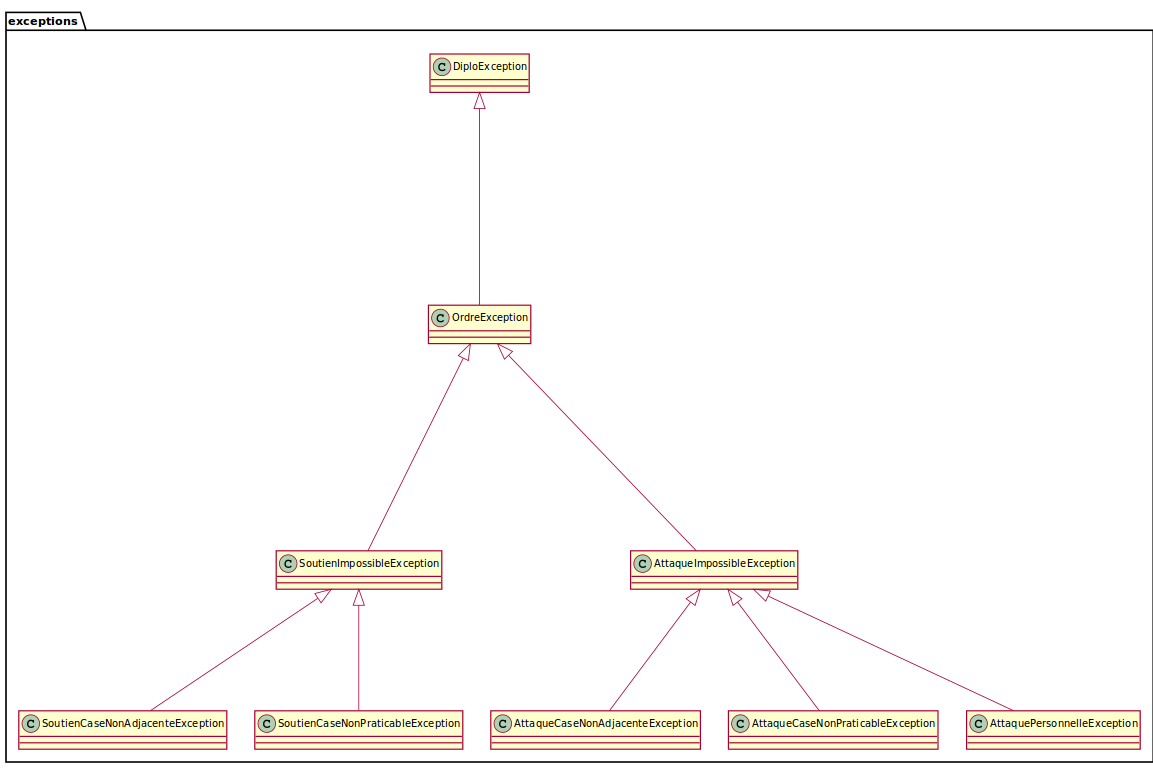 exceptions
C DiploException
C OrdreException
C SoutienImpossibleException
C AttaqueImpossibleException
C SoutienCaseNonAdjacenteException
C SoutienCaseNonPraticableException
C AttaqueCaseNonAdjacenteException
C AttaqueCaseNonPraticableException
C AttaquePersonnelleException